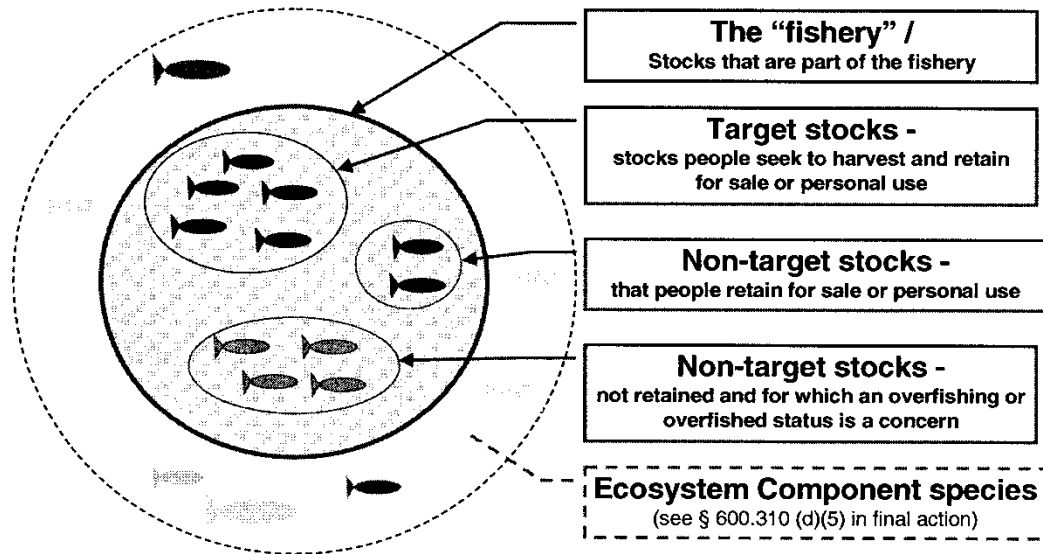 The “fishery” /
Stocks that are part of the fishery
Target stocks -
stocks people seek to harvest and retain
for sale or personal use
Non-target stocks -
that people retain for sale or personal use
Non-target stocks -
not retained and for which an overfishing or
overfished status is a concern
Ecosystem Component species
(see § 600.310 (d)(5) in final action)